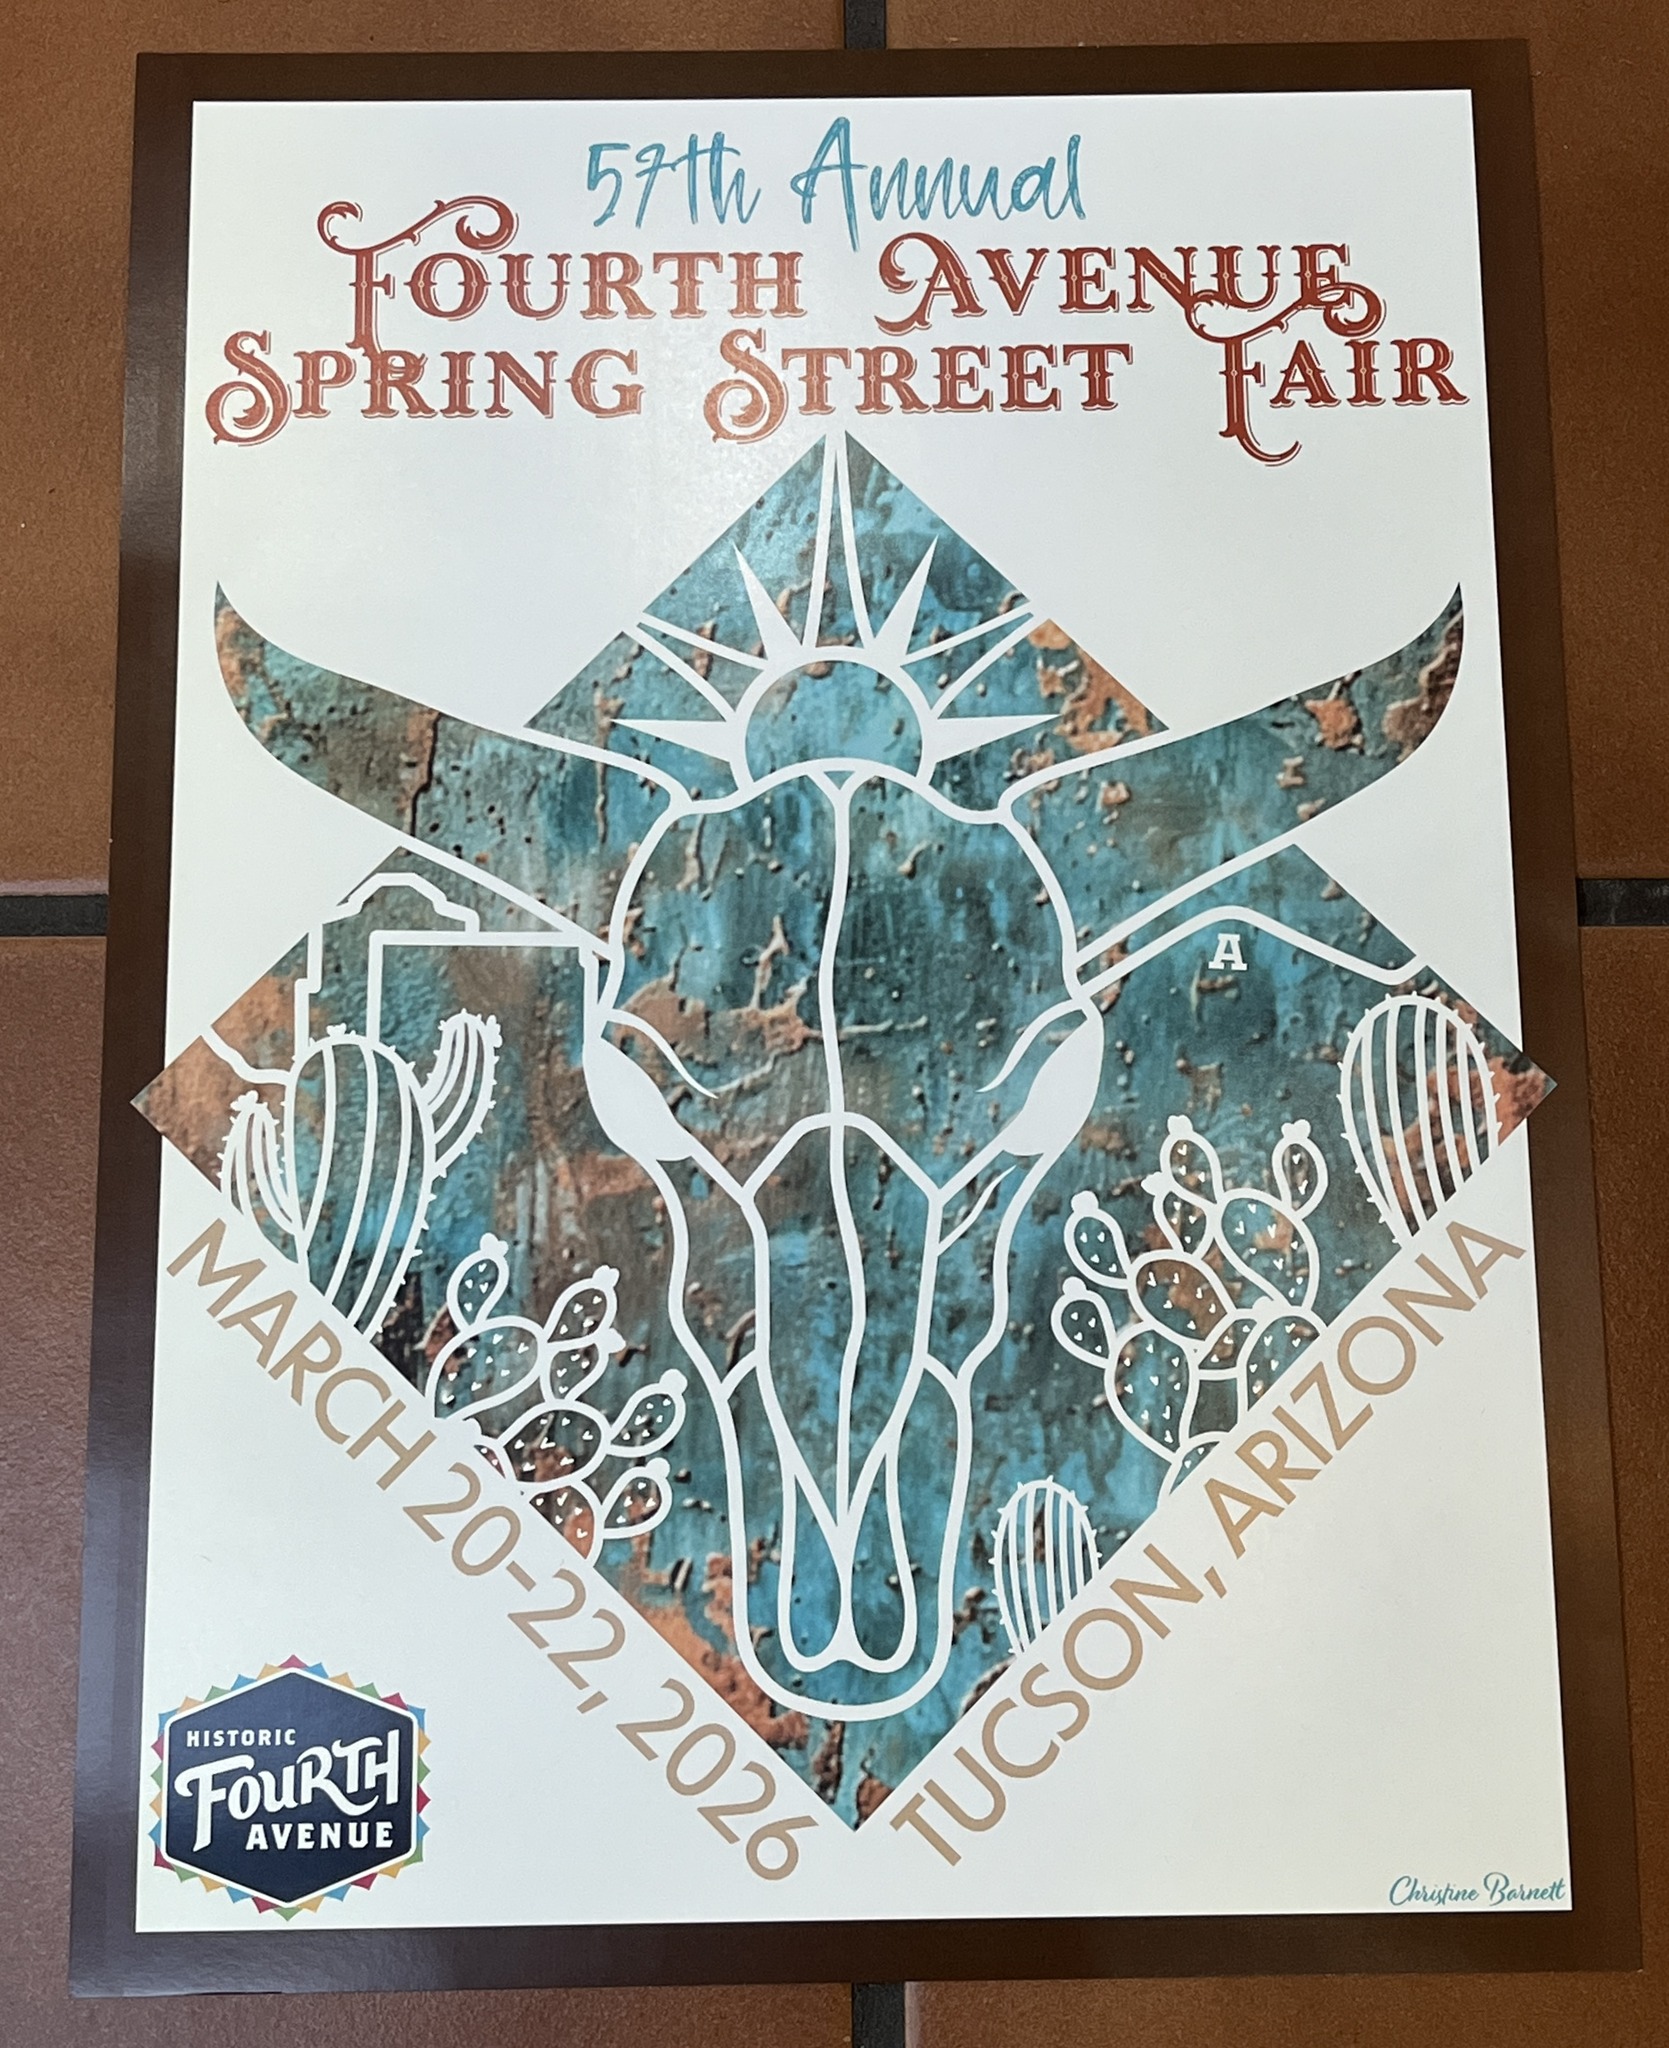 57th Annual
FOURTH AVENUE
SPRING STREET FAIR
A
MARCH 20-22, 2026
TUCSON, ARIZONA
HISTORIC
FOURTH
AVENUE
Christine Barnett